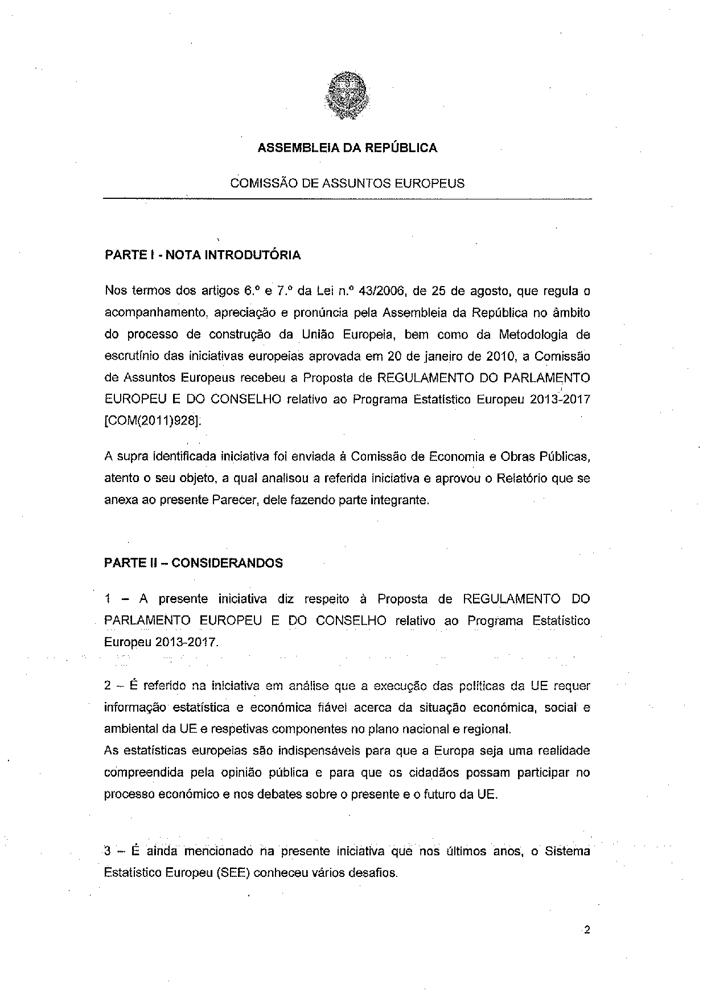 ASSEMBLEIA DA REPÚBLICA
COMISSÃO DE ASSUNTOS EUROPEUS
PARTE I - NOTA INTRODUTÓRIA
Nos termos dos artigos 6.º e 7.º da Lei n.º 43/2006, de 25 de agosto, que regula o
acompanhamento, apreciação e pronúncia pela Assembleia da República no âmbito
do processo de construção da União Europeia, bem como da Metodologia de
escrutínio das iniciativas europeias aprovada em 20 de janeiro de 2010, a Comissão
de Assuntos Europeus recebeu a Proposta de REGULAMENTO DO PARLAMENTO
EUROPEU E DO CONSELHO relativo ao Programa Estatístico Europeu 2013-2017
[COM(2011)928].
A supra identificada iniciativa foi enviada à Comissão de Economia e Obras Públicas,
atento o seu objeto, a qual analisou a referida iniciativa e aprovou o Relatório que se
anexa ao presente Parecer, dele fazendo parte integrante.
PARTE II – CONSIDERANDOS
1 – A presente iniciativa diz respeito à Proposta de REGULAMENTO DO
PARLAMENTO EUROPEU E DO CONSELHO relativo ao Programa Estatístico
Europeu 2013-2017.
2 – É referido na iniciativa em análise que a execução das políticas da UE requer
informação estatística e económica fiável acerca da situação económica, social e
ambiental da UE e respetivas componentes no plano nacional e regional.
As estatísticas europeias são indispensáveis para que a Europa seja uma realidade
compreendida pela opinião pública e para que os cidadãos possam participar no
processo económico e nos debates sobre o presente e o futuro da UE.
3 – É ainda mencionado na presente iniciativa que nos últimos anos, o Sistema
Estatístico Europeu (SEE) conheceu vários desafios.
2